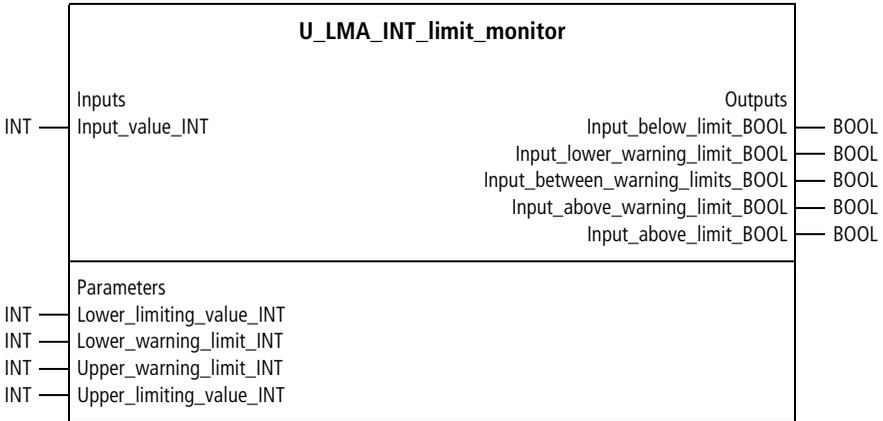 U_LMA_INT_limit_monitor
Inputs Outputs
INT Input_value_INT Input_below_limit_BOOL BOOL
Input_lower_warning_limit_BOOL BOOL
Input_between_warning_limits_BOOL BOOL
Input_above_warning_limit_BOOL BOOL
Input_above_limit_BOOL BOOL
Parameters
INT Lower_limiting_value_INT
INT Lower_warning_limit_INT
INT Upper_warning_limit_INT
INT Upper_limiting_value_INT